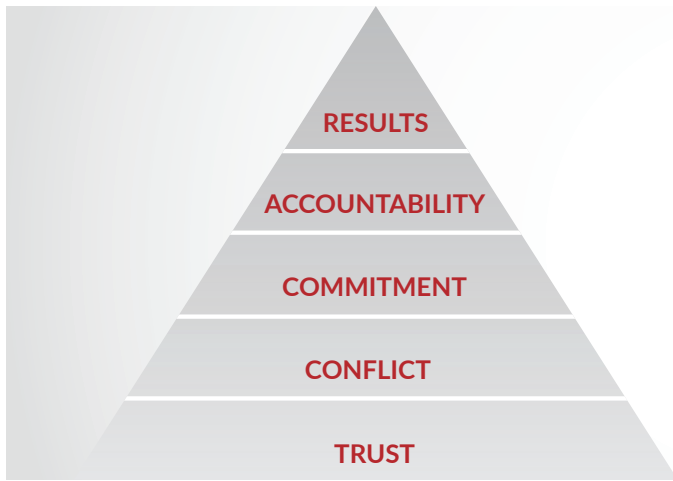 RESULTS
ACCOUNTABILITY
COMMITMENT
CONFLICT
TRUST